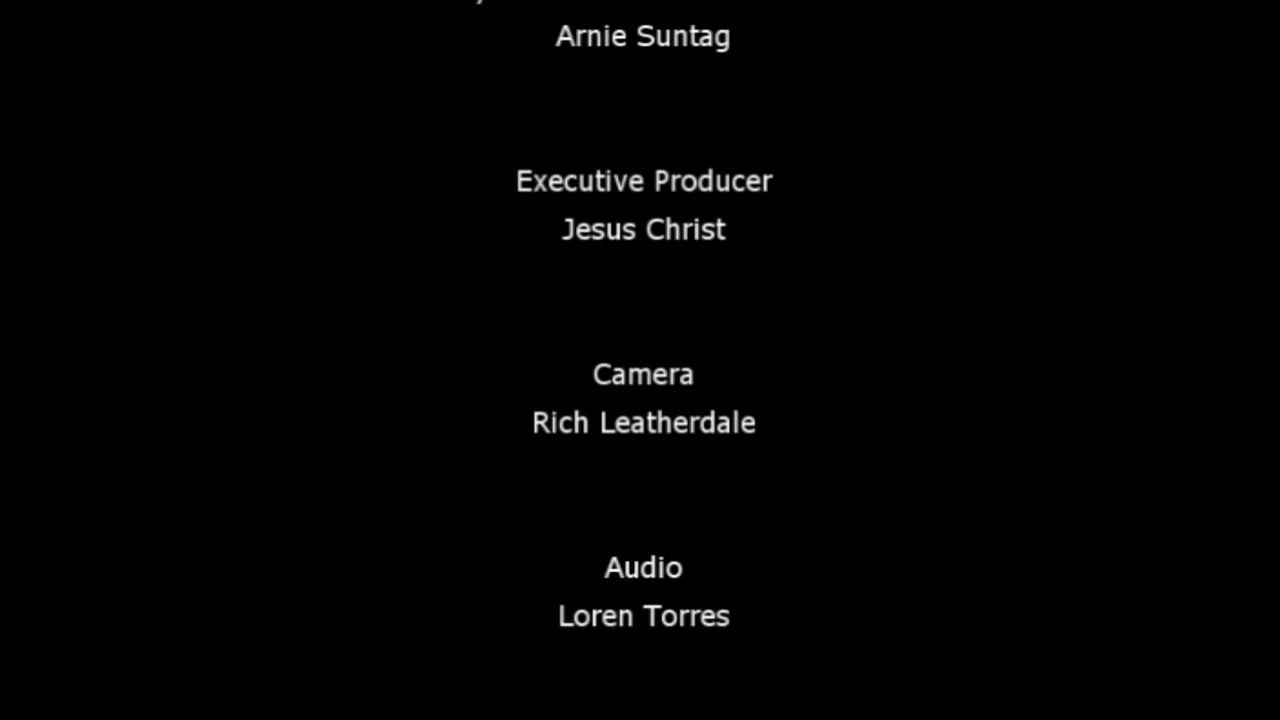 Arnie Suntag
Executive Producer
Jesus Christ
Camera
Rich Leatherdale
Audio
Loren Torres